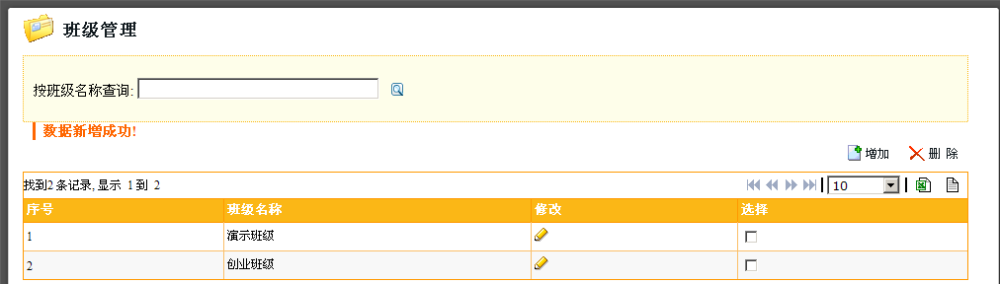 班级管理
按班级名称查询:
数据新增成功!
增加 删 除
找到2 条记录, 显示 1 到 2 10
序号 班级名称 修改 选择
1 演示班级
2 创业班级